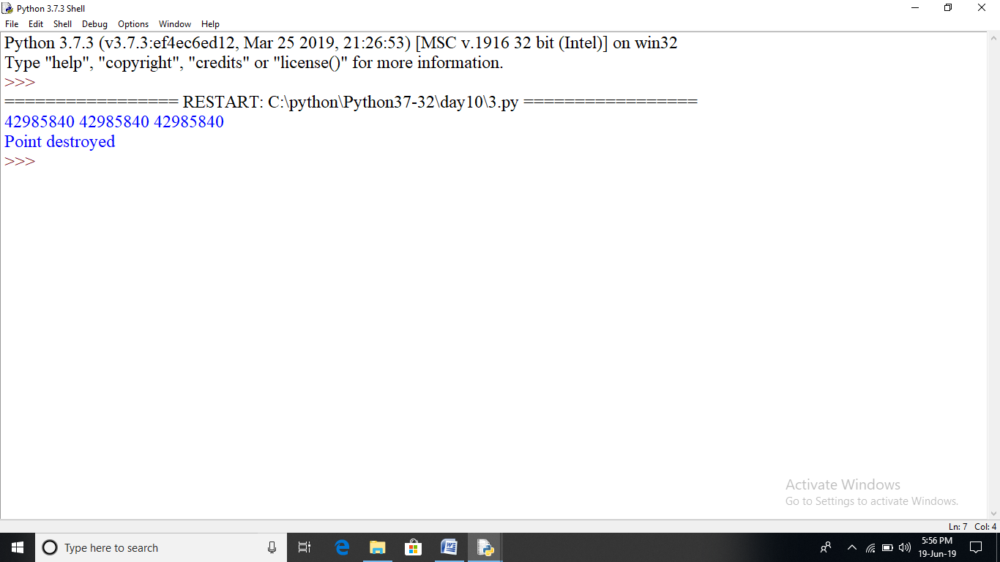 Python 3.7.3 Shell
File Edit Shell Debug Options Window Help
Python 3.7.3 (v3.7.3:ef4ec6ed12, Mar 25 2019, 21:26:53) [MSC v.1916 32 bit (Intel)] on win32
Type "help", "copyright", "credits" or "license()" for more information.
>>>
================= RESTART: C:\python\Python37-32\day10\3.py =================
42985840 42985840 42985840
Point destroyed
>>>
Activate Windows
Go to Settings to activate Windows.
Ln: 7 Col: 4
Type here to search
5:56 PM
19-Jun-19